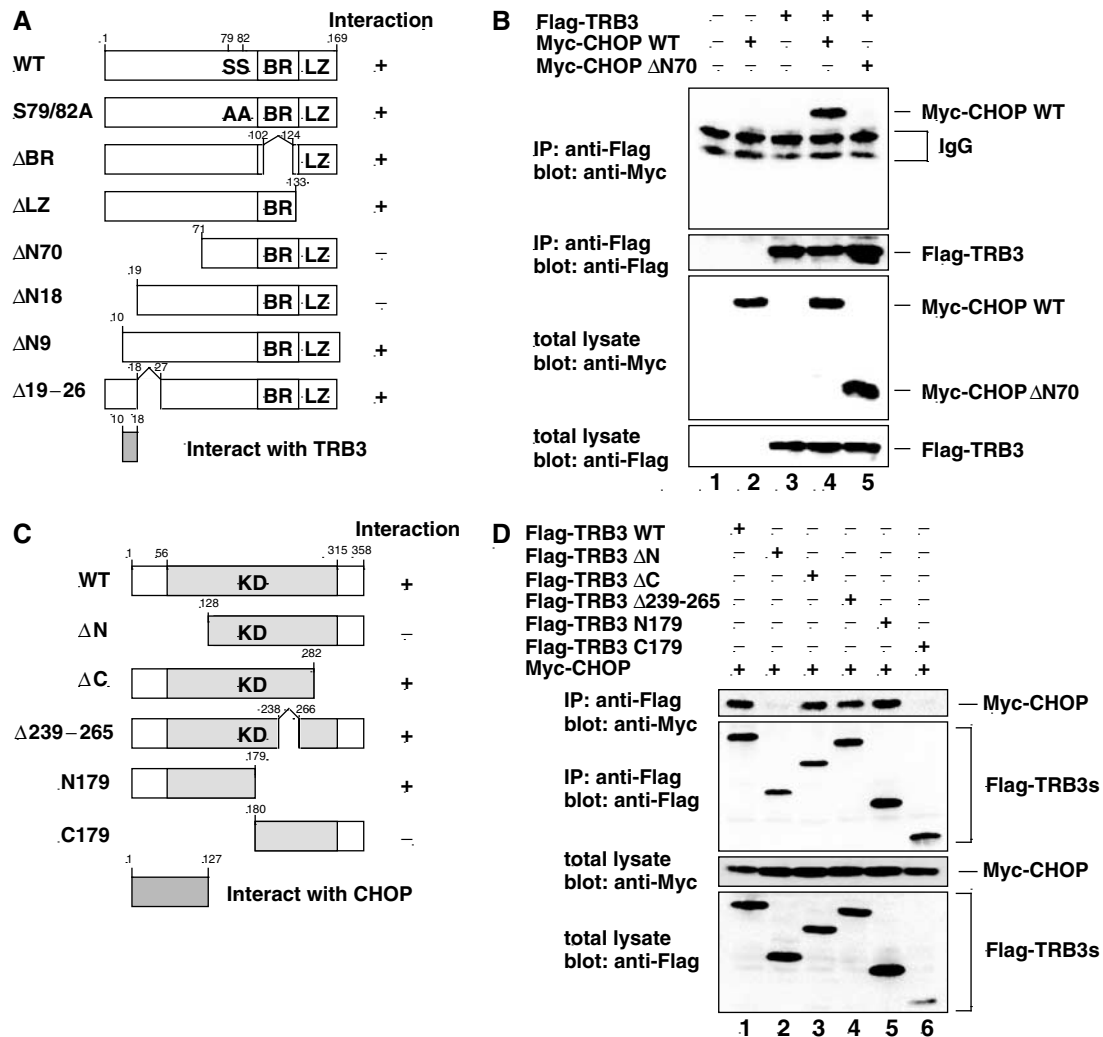 A
Interaction
1 79 82 169
WT SS BR LZ +
S79/82A AA BR LZ +
102 124
ΔBR LZ +
133
ΔLZ BR +
71
ΔN70 BR LZ –
19
ΔN18 BR LZ –
10
ΔN9 BR LZ +
18 27
Δ19–26 BR LZ +
10 18
Interact with TRB3
B
Flag-TRB3 – – + + +
Myc-CHOP WT – + – + –
Myc-CHOP ΔN70 – – – – +
IP: anti-Flag
blot: anti-Myc
Myc-CHOP WT
IgG
IP: anti-Flag
blot: anti-Flag
Flag-TRB3
total lysate
blot: anti-Myc
Myc-CHOP WT
Myc-CHOP ΔN70
total lysate
blot: anti-Flag
Flag-TRB3
1 2 3 4 5
C
Interaction
1 56 315 358
WT KD +
128
ΔN KD –
282
ΔC KD +
238 266
Δ239–265 KD +
179
N179 +
180
C179 –
1 127
Interact with CHOP
D
Flag-TRB3 WT + – – – – –
Flag-TRB3 ΔN – + – – – –
Flag-TRB3 ΔC – – + – – –
Flag-TRB3 Δ239-265 – – – + – –
Flag-TRB3 N179 – – – – + –
Flag-TRB3 C179 – – – – – +
Myc-CHOP + + + + + +
IP: anti-Flag
blot: anti-Myc
Myc-CHOP
IP: anti-Flag
blot: anti-Flag
Flag-TRB3s
total lysate
blot: anti-Myc
Myc-CHOP
total lysate
blot: anti-Flag
Flag-TRB3s
1 2 3 4 5 6